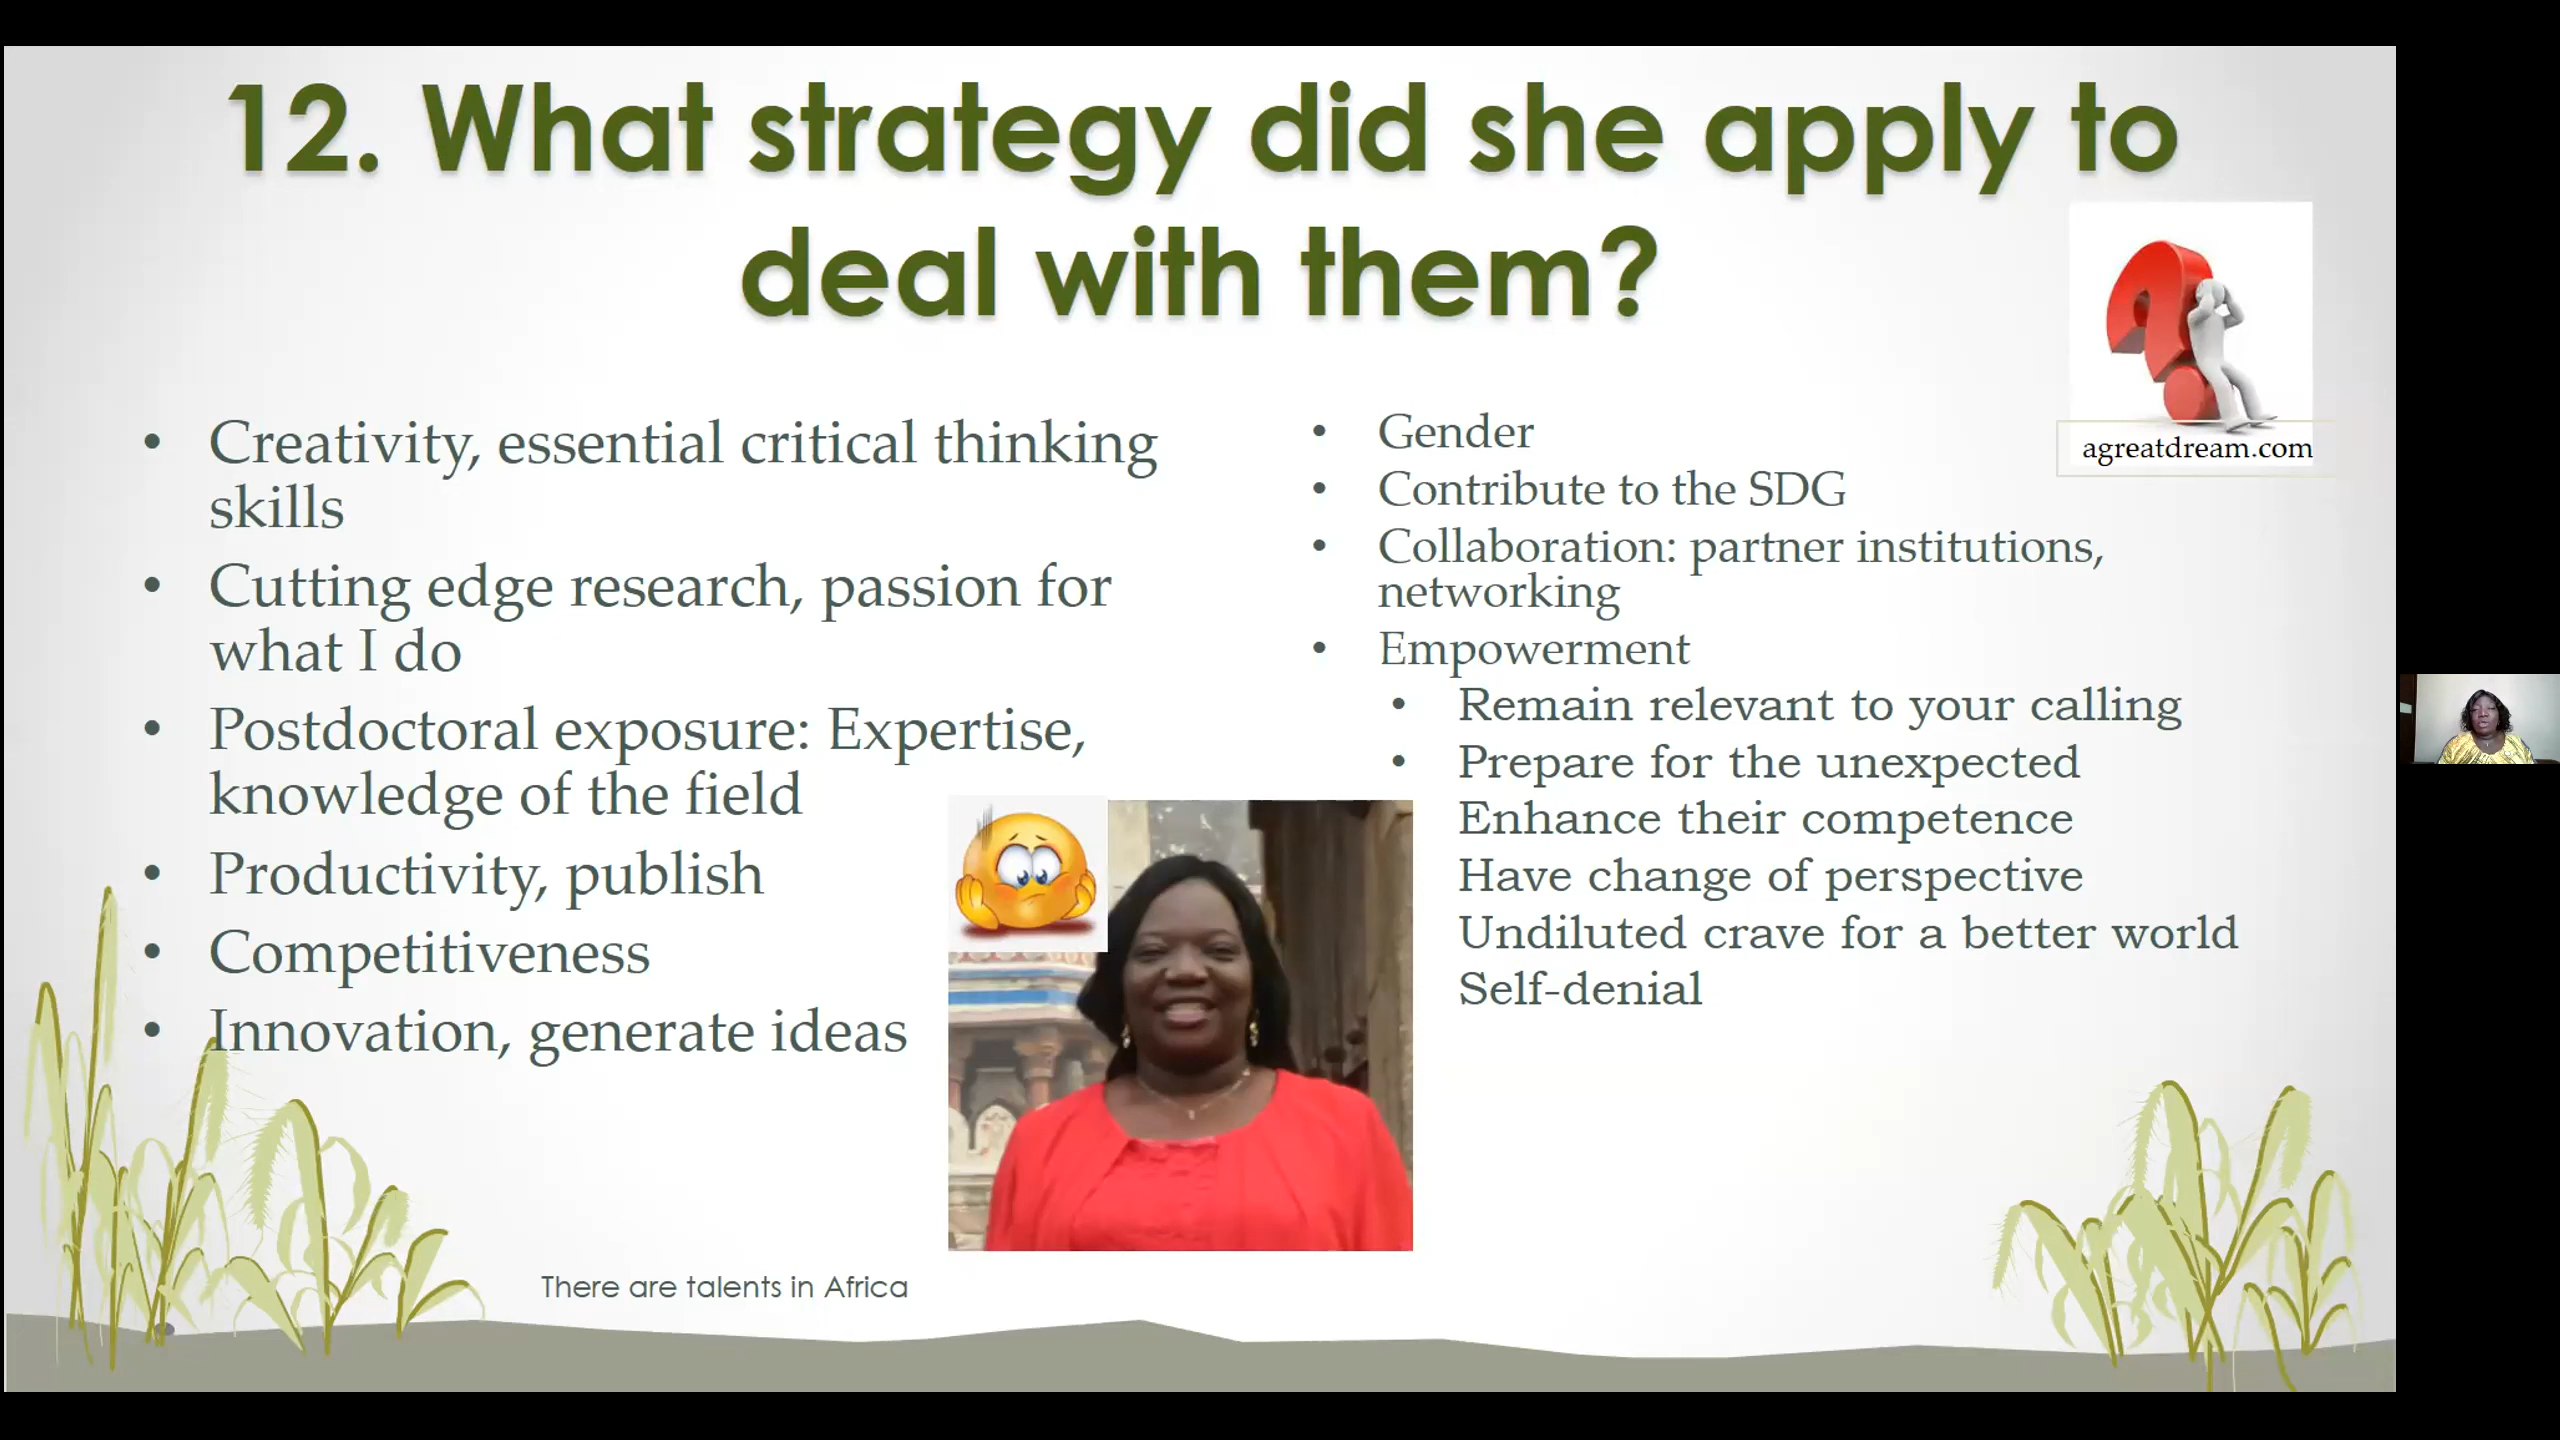 12. What strategy did she apply to
deal with them?
• Creativity, essential critical thinking
skills
• Cutting edge research, passion for
what I do
• Postdoctoral exposure: Expertise,
knowledge of the field
• Productivity, publish
• Competitiveness
• Innovation, generate ideas
• Gender
• Contribute to the SDG
• Collaboration: partner institutions,
networking
• Empowerment
• Remain relevant to your calling
• Prepare for the unexpected
Enhance their competence
Have change of perspective
Undiluted crave for a better world
Self-denial
agreatdream.com
There are talents in Africa